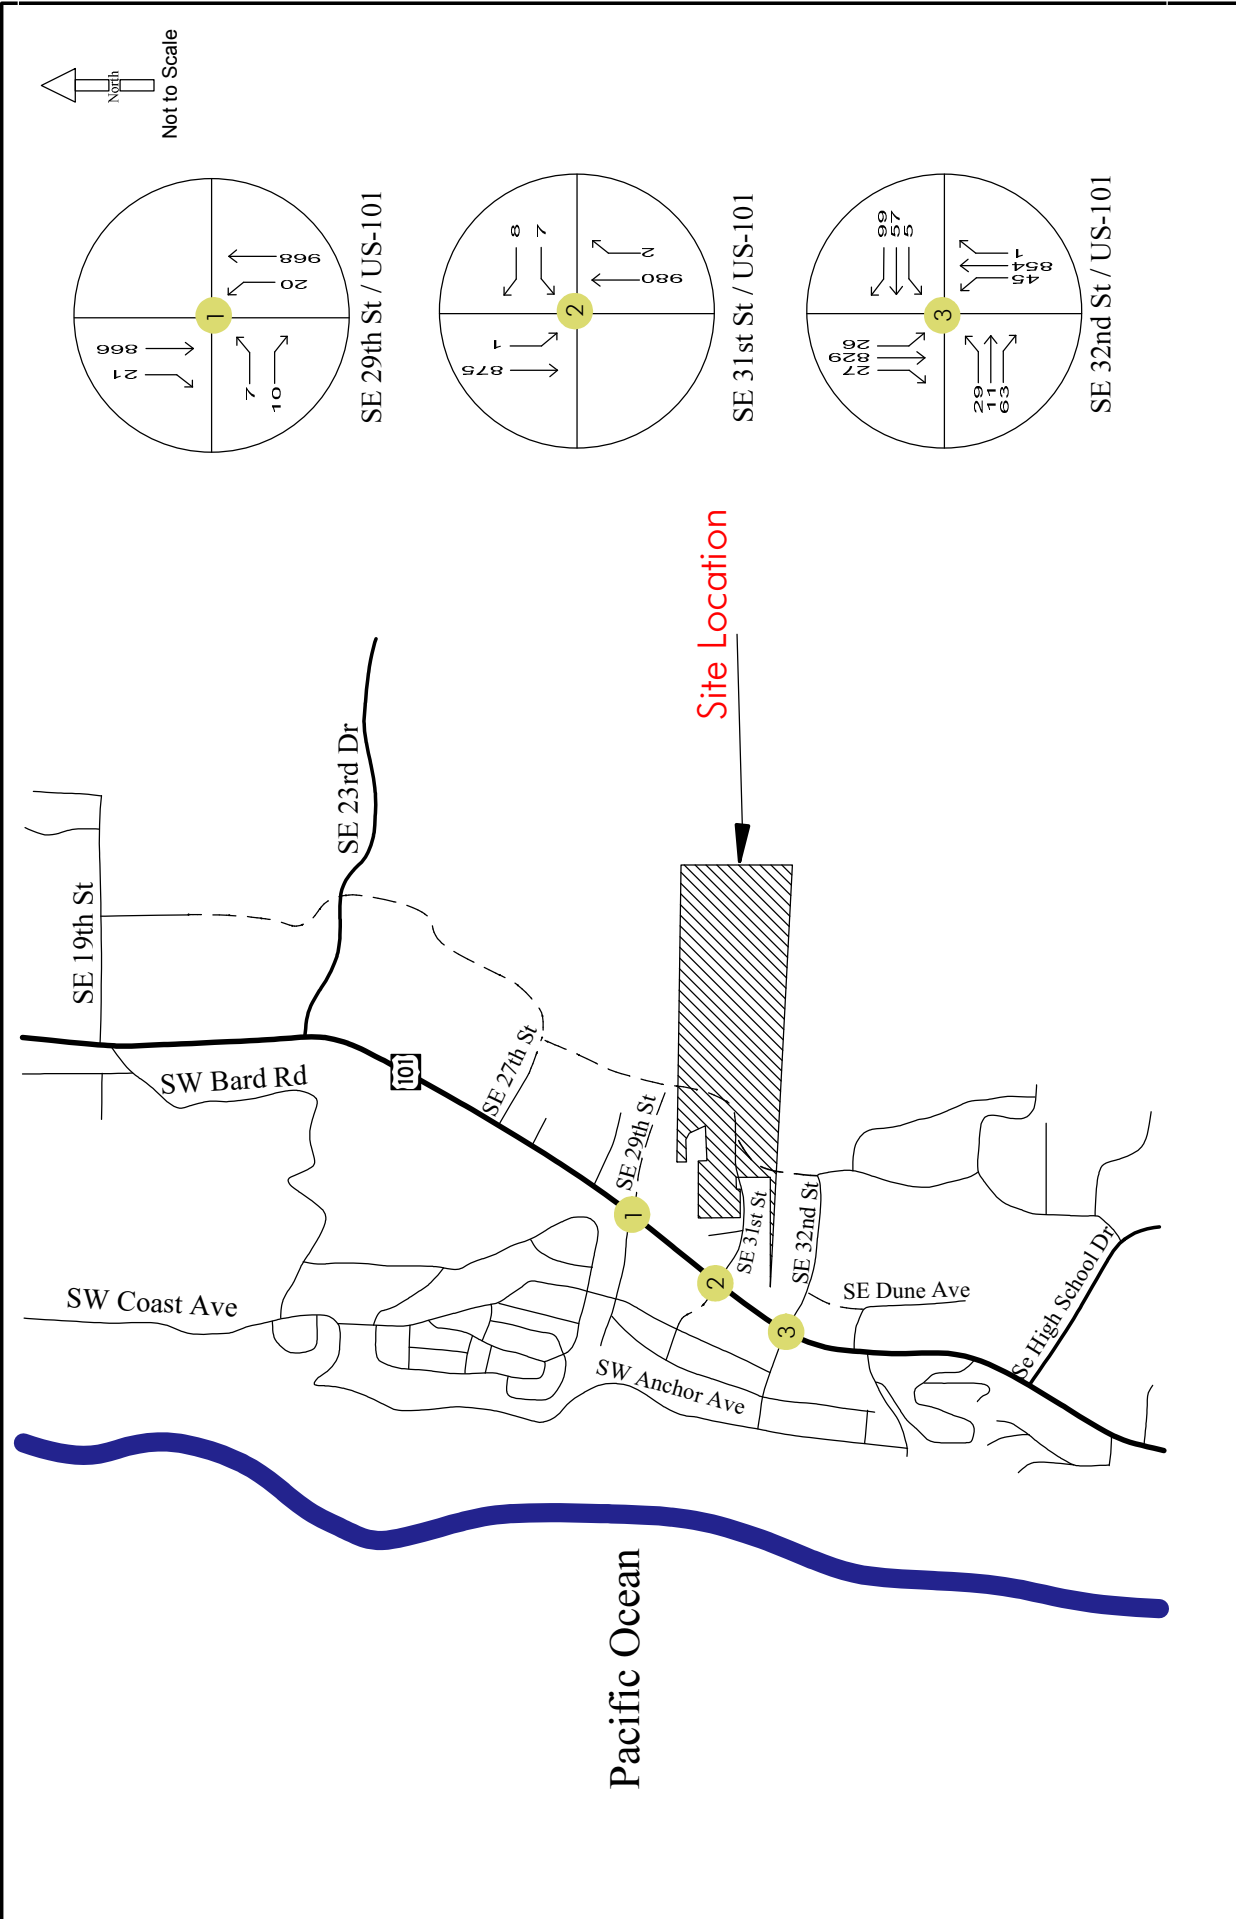 North
Not to Scale
1
866
21
968
20
7
10
SE 29th St / US-101
2
8
7
1
875
2
980
SE 31st St / US-101
3
99
57
5
26
829
27
1
854
45
29
11
63
SE 32nd St / US-101
Site Location
SE 19th St
SE 23rd Dr
SW Bard Rd
101
SE 27th St
SE 29th St
1
SE 31st St
2
SE 32nd St
3
SE Dune Ave
Se High School Dr
SW Coast Ave
SW Anchor Ave
Pacific Ocean